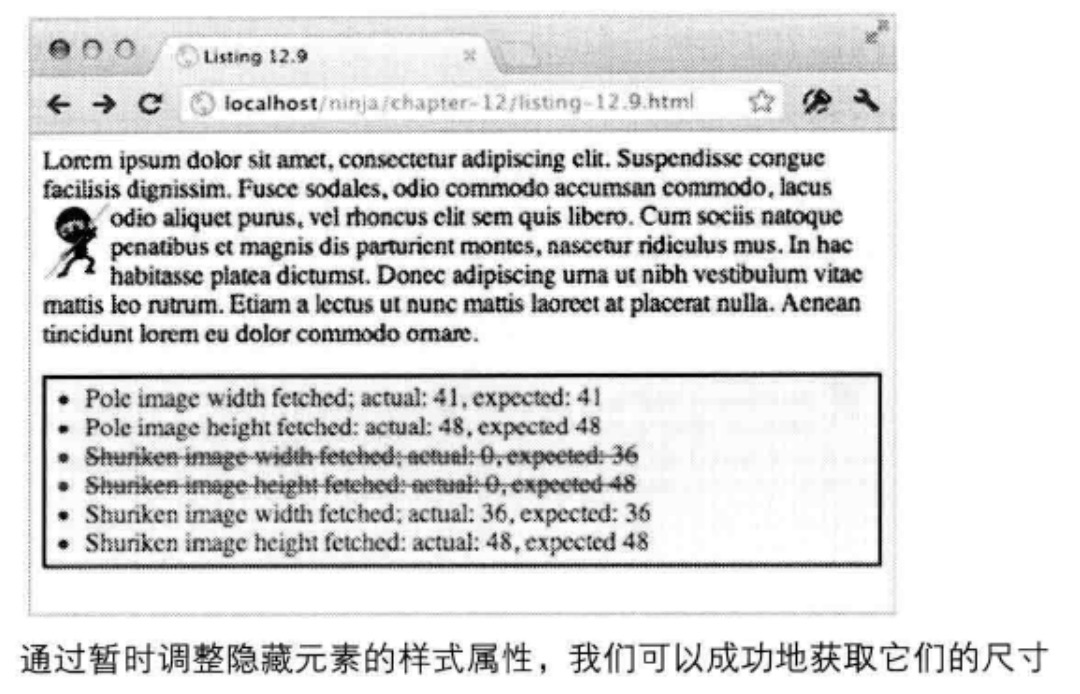 Listing 12.9
localhost/ninja/chapter-12/listing-12.9.html
Lorem ipsum dolor sit amet, consectetur adipiscing elit. Suspendisse congue
facilisis dignissim. Fusce sodales, odio commodo accumsan commodo, lacus
odio aliquet purus, vel rhoncus elit sem quis libero. Cum sociis natoque
penatibus et magnis dis parturient montes, nascetur ridiculus mus. In hac
habitasse platea dictumst. Donec adipiscing urna ut nibh vestibulum vitae
mattis leo rutrum. Etiam a lectus ut nunc mattis laoreet at placerat nulla. Aenean
tincidunt lorem eu dolor commodo ornare.
• Pole image width fetched; actual: 41, expected: 41
• Pole image height fetched: actual: 48, expected 48
• Shuriken image width fetched; actual: 0, expected: 36
• Shuriken image height fetched: actual: 0, expected 48
• Shuriken image width fetched; actual: 36, expected: 36
• Shuriken image height fetched: actual: 48, expected 48
通过暂时调整隐藏元素的样式属性，我们可以成功地获取它们的尺寸